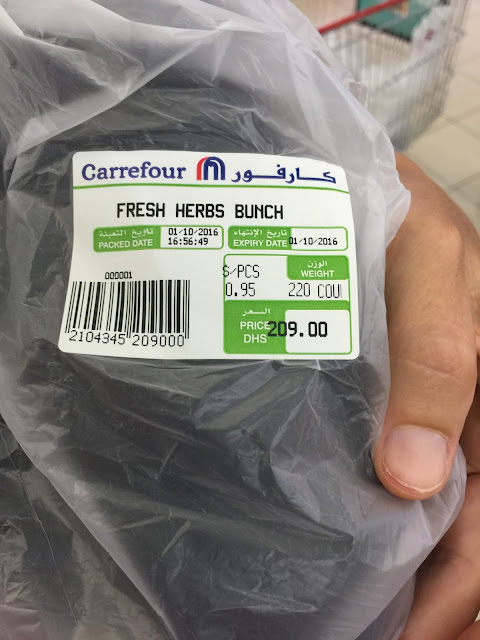 Carrefour كارفور
FRESH HERBS BUNCH
تاريخ التعبئة
PACKED DATE
01/10/2016
16:56:49
تاريخ الإنتهاء
EXPIRY DATE
01/10/2016
000001
2104345 209000
S/PCS
0.95
الوزن
WEIGHT
220 COU
السعر
PRICE
DHS
209.00